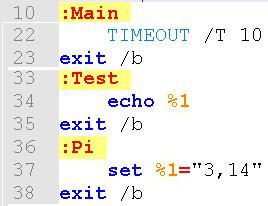 10 :Main
22 TIMEOUT /T 10
23 exit /b
33 :Test
34 echo %1
35 exit /b
36 :Pi
37 set %1="3,14"
38 exit /b